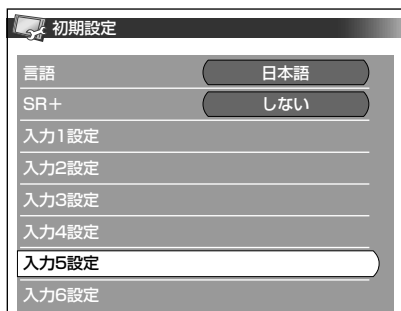 初期設定
言語 日本語
SR+ しない
入力1設定
入力2設定
入力3設定
入力4設定
入力5設定
入力6設定